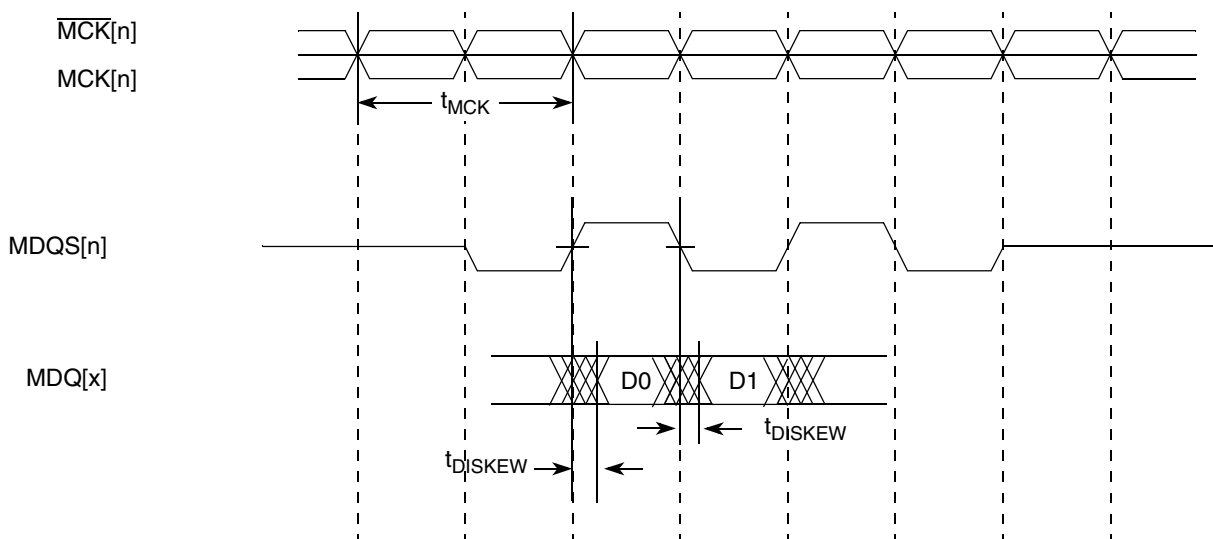 MCK[n]
MCK[n]
tMCK
MDQS[n]
MDQ[x]
D0
D1
tDISKEW
tDISKEW